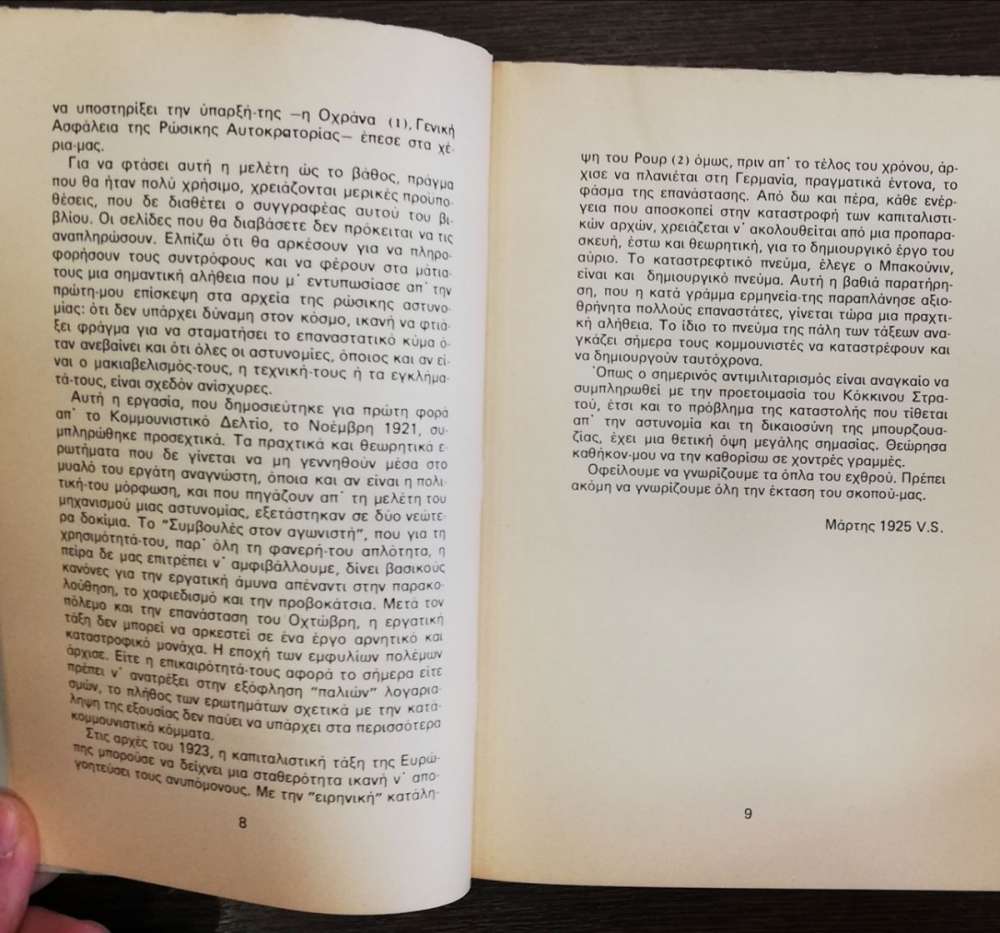 να υποστηρίξει την ύπαρξή-της —η Οχράνα (1), Γενική
Ασφάλεια της Ρώσικης Αυτοκρατορίας— έπεσε στα χέ-
ρια-μας.
Για να φτάσει αυτή η μελέτη ώς το βάθος, πράγμα
που θα ήταν πολύ χρήσιμο, χρειάζονται μερικές προϋπο-
θέσεις, που δε διαθέτει ο συγγραφέας αυτού του βι-
βλίου. Οι σελίδες που θα διαβάσετε δεν πρόκειται να τις
αναπληρώσουν. Ελπίζω ότι θα αρκέσουν για να πληρο-
φορήσουν τους συντρόφους και να φέρουν στα μάτια-
τους μια σημαντική αλήθεια που μ' εντυπωσίασε απ' την
πρώτη-μου επίσκεψη στα αρχεία της ρώσικης αστυνο-
μίας: ότι δεν υπάρχει δύναμη στον κόσμο, ικανή να φτιά-
ξει φράγμα για να σταματήσει το επαναστατικό κύμα ό-
ταν ανεβαίνει και ότι όλες οι αστυνομίες, όποιος και αν εί-
ναι ο μακιαβελισμός-τους, η τεχνική-τους ή τα εγκλήμα-
τά-τους, είναι σχεδόν ανίσχυρες.
Αυτή η εργασία, που δημοσιεύτηκε για πρώτη φορά
απ' το Κομμουνιστικό Δελτίο, το Νοέμβρη 1921, συ-
μπληρώθηκε προσεχτικά. Τα πραχτικά και θεωρητικά ε-
ρωτήματα που δε γίνεται να μη γεννηθούν μέσα στο
μυαλό του εργάτη αναγνώστη, όποια και αν είναι η πολι-
τική-του μόρφωση, και που πηγάζουν απ' τη μελέτη του
μηχανισμού μιας αστυνομίας, εξετάστηκαν σε δύο νεώτε-
ρα δοκίμια. Το "Συμβουλές στον αγωνιστή", που για τη
χρησιμότητά-του, παρ' όλη τη φανερή-του απλότητα, η
πείρα δε μας επιτρέπει ν' αμφιβάλλουμε, δίνει βασικούς
κανόνες για την εργατική άμυνα απέναντι στην παρακο-
λούθηση, το χαφιεδισμό και την προβοκάτσια. Μετά τον
πόλεμο και την επανάσταση του Οχτώβρη, η εργατική
τάξη δεν μπορεί να αρκεστεί σε ένα έργο αρνητικό και
καταστροφικό μονάχα. Η εποχή των εμφυλίων πολέμων
άρχισε. Είτε η επικαιρότητά-τους αφορά το σήμερα είτε
πρέπει ν' ανατρέξει στην εξόφληση "παλιών" λογαρια-
σμών, το πλήθος των ερωτημάτων σχετικά με την κατά-
ληψη της εξουσίας δεν παύει να υπάρχει στα περισσότερα
κομμουνιστικά κόμματα.
Στις αρχές του 1923, η καπιταλιστική τάξη της Ευρώ-
πης μπορούσε να δείχνει μια σταθερότητα ικανή ν' απο-
γοητεύσει τους ανυπόμονους. Με την "ειρηνική" κατάλη-
8
ψη του Ρουρ (2) όμως, πριν απ' το τέλος του χρόνου, άρ-
χισε να πλανιέται στη Γερμανία, πραγματικά έντονα, το
φάσμα της επανάστασης. Από δω και πέρα, κάθε ενέρ-
γεια που αποσκοπεί στην καταστροφή των καπιταλιστι-
κών αρχών, χρειάζεται ν' ακολουθείται από μια προπαρα-
σκευή, έστω και θεωρητική, για το δημιουργικό έργο του
αύριο. Το καταστρεφτικό πνεύμα, έλεγε ο Μπακούνιν,
είναι και δημιουργικό πνεύμα. Αυτή η βαθιά παρατήρη-
ση, που η κατά γράμμα ερμηνεία-της παραπλάνησε αξιο-
θρήνητα πολλούς επαναστάτες, γίνεται τώρα μια πραχτι-
κή αλήθεια. Το ίδιο το πνεύμα της πάλη των τάξεων ανα-
γκάζει σήμερα τους κομμουνιστές να καταστρέφουν και
να δημιουργούν ταυτόχρονα.
Όπως ο σημερινός αντιμιλιταρισμός είναι αναγκαίο να
συμπληρωθεί με την προετοιμασία του Κόκκινου Στρα-
τού, έτσι και το πρόβλημα της καταστολής που τίθεται
απ' την αστυνομία και τη δικαιοσύνη της μπουρζουα-
ζίας, έχει μια θετική όψη μεγάλης σημασίας. Θεώρησα
καθήκον-μου να την καθορίσω σε χοντρές γραμμές.
Οφείλουμε να γνωρίζουμε τα όπλα του εχθρού. Πρέπει
ακόμη να γνωρίζουμε όλη την έκταση του σκοπού-μας.
Μάρτης 1925 V.S.
9